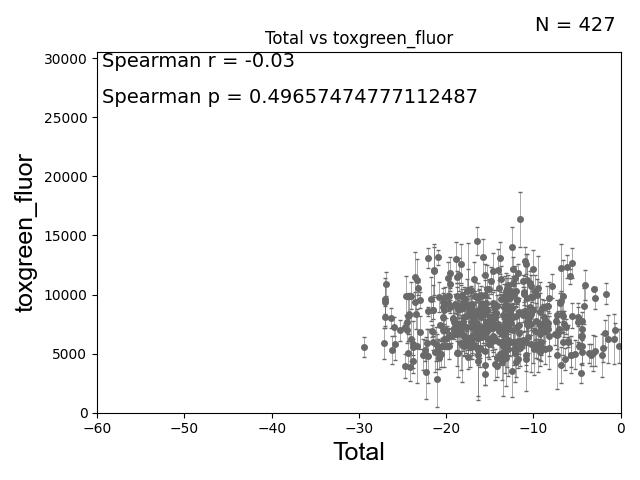 N = 427
Total vs toxgreen_fluor
Spearman r = -0.03
Spearman p = 0.49657474777112487
30000
25000
20000
15000
10000
5000
0
toxgreen_fluor
−60
−50
−40
−30
−20
−10
0
Total